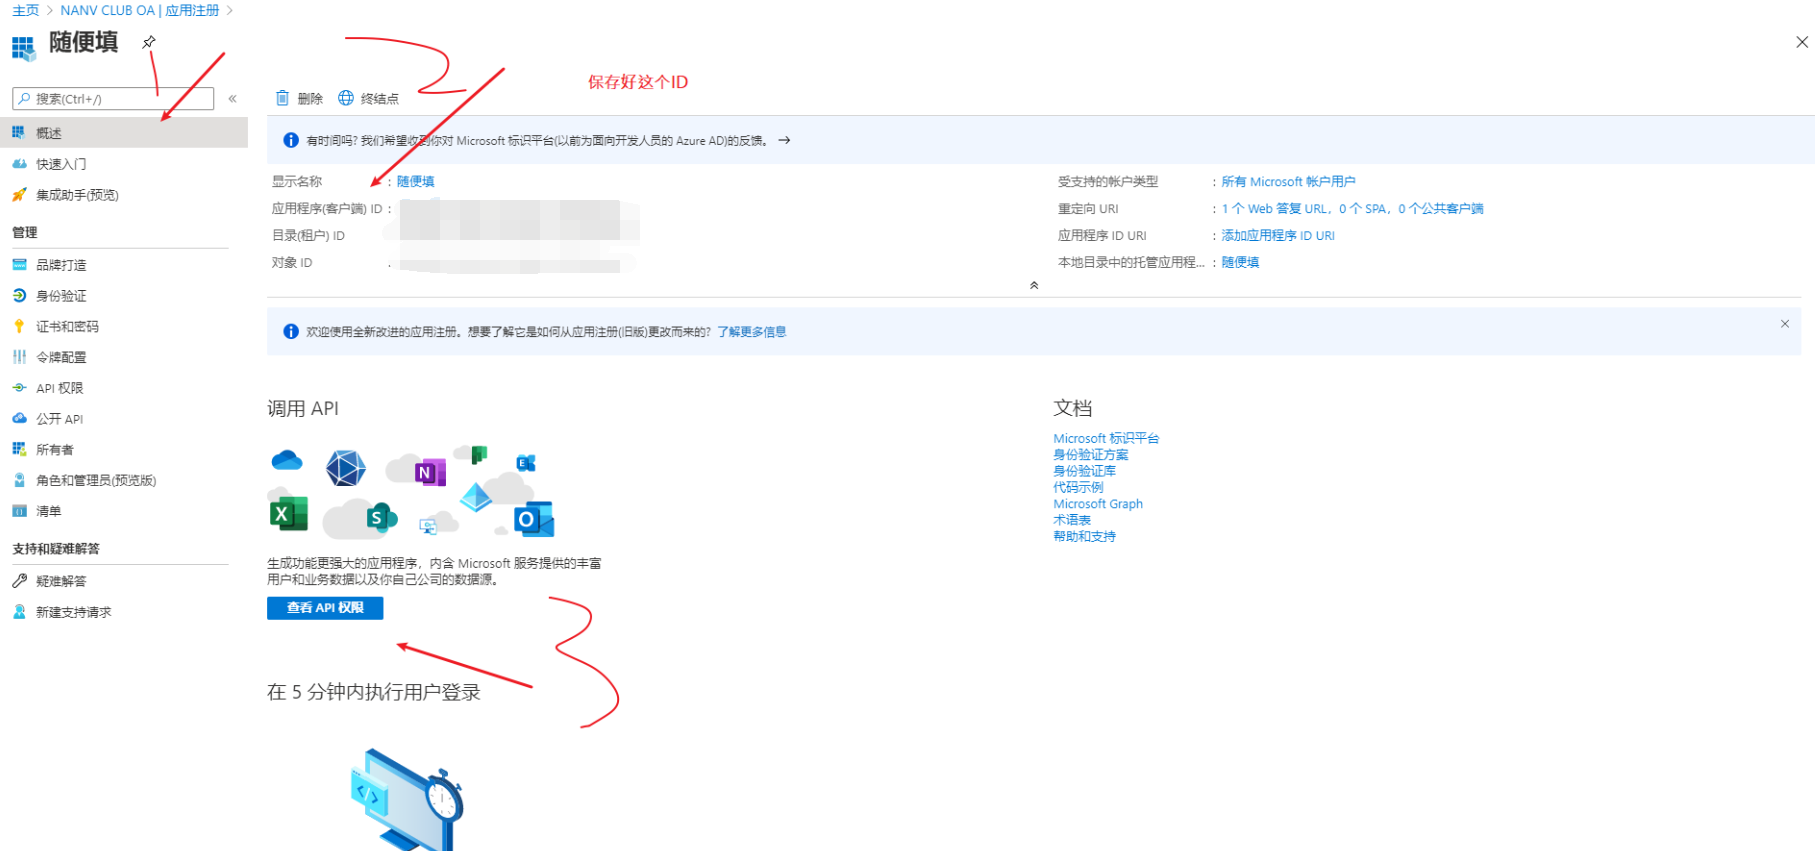 主页 > NANV CLUB OA | 应用注册 >
随便填
搜索(Ctrl+/)
«
概述
快速入门
集成助手(预览)
管理
品牌打造
身份验证
证书和密码
令牌配置
API 权限
公开 API
所有者
角色和管理员(预览版)
清单
支持和疑难解答
疑难解答
新建支持请求
保存好这个ID
删除 终结点
有时间吗? 我们希望收到你对 Microsoft 标识平台(以前为面向开发人员的 Azure AD)的反馈。 →
显示名称 : 随便填
应用程序(客户端) ID :
目录(租户) ID
对象 ID
受支持的帐户类型 : 所有 Microsoft 帐户用户
重定向 URI : 1 个 Web 答复 URL，0 个 SPA，0 个公共客户端
应用程序 ID URI : 添加应用程序 ID URI
本地目录中的托管应用程... : 随便填
欢迎使用全新改进的应用注册。想要了解它是如何从应用注册(旧版)更改而来的? 了解更多信息
调用 API
生成功能更强大的应用程序，内含 Microsoft 服务提供的丰富
用户和业务数据以及你自己公司的数据源。
查看 API 权限
在 5 分钟内执行用户登录
文档
Microsoft 标识平台
身份验证方案
身份验证库
代码示例
Microsoft Graph
术语表
帮助和支持